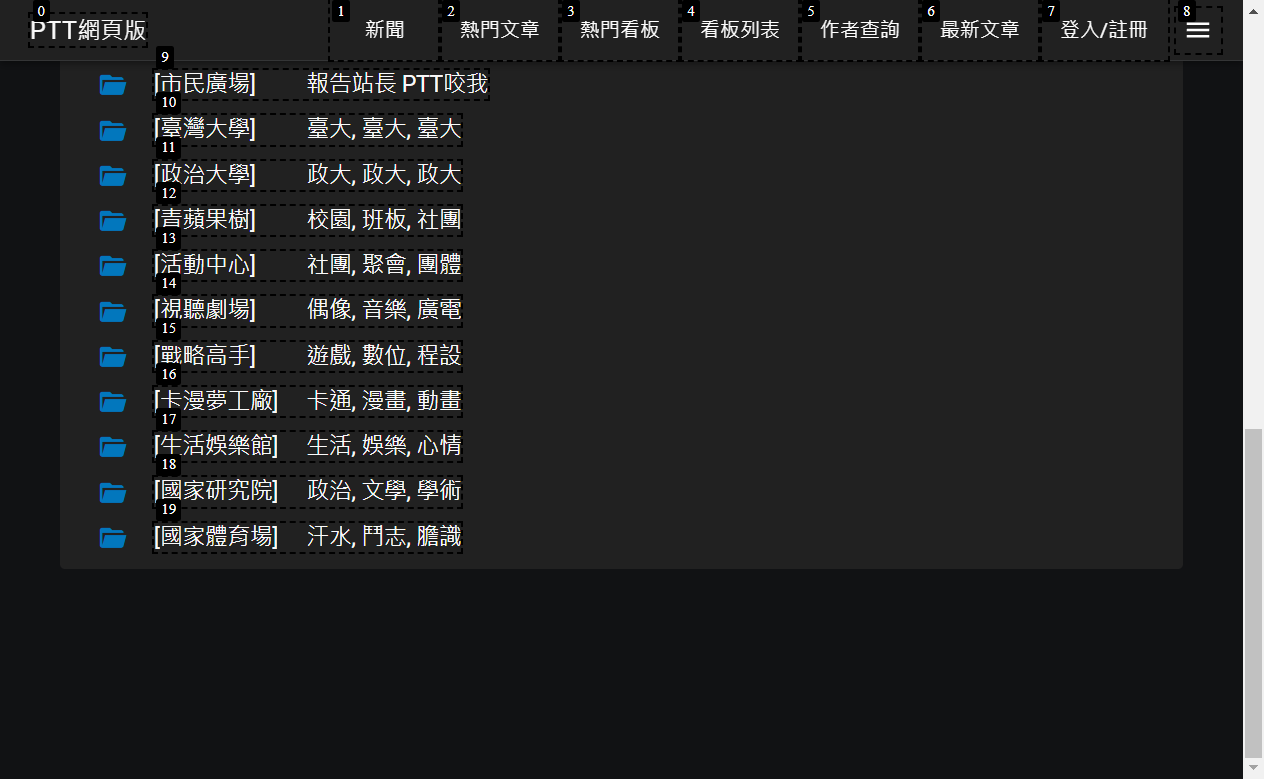 0 1 2 3 4 5 6 7 8
PTT網頁版 新聞 熱門文章 熱門看板 看板列表 作者查詢 最新文章 登入/註冊
9
[市民廣場] 報告站長 PTT咬我
10
[臺灣大學] 臺大, 臺大, 臺大
11
[政治大學] 政大, 政大, 政大
12
[青蘋果樹] 校園, 班板, 社團
13
[活動中心] 社團, 聚會, 團體
14
[視聽劇場] 偶像, 音樂, 廣電
15
[戰略高手] 遊戲, 數位, 程設
16
[卡漫夢工廠] 卡通, 漫畫, 動畫
17
[生活娛樂館] 生活, 娛樂, 心情
18
[國家研究院] 政治, 文學, 學術
19
[國家體育場] 汗水, 鬥志, 膽識